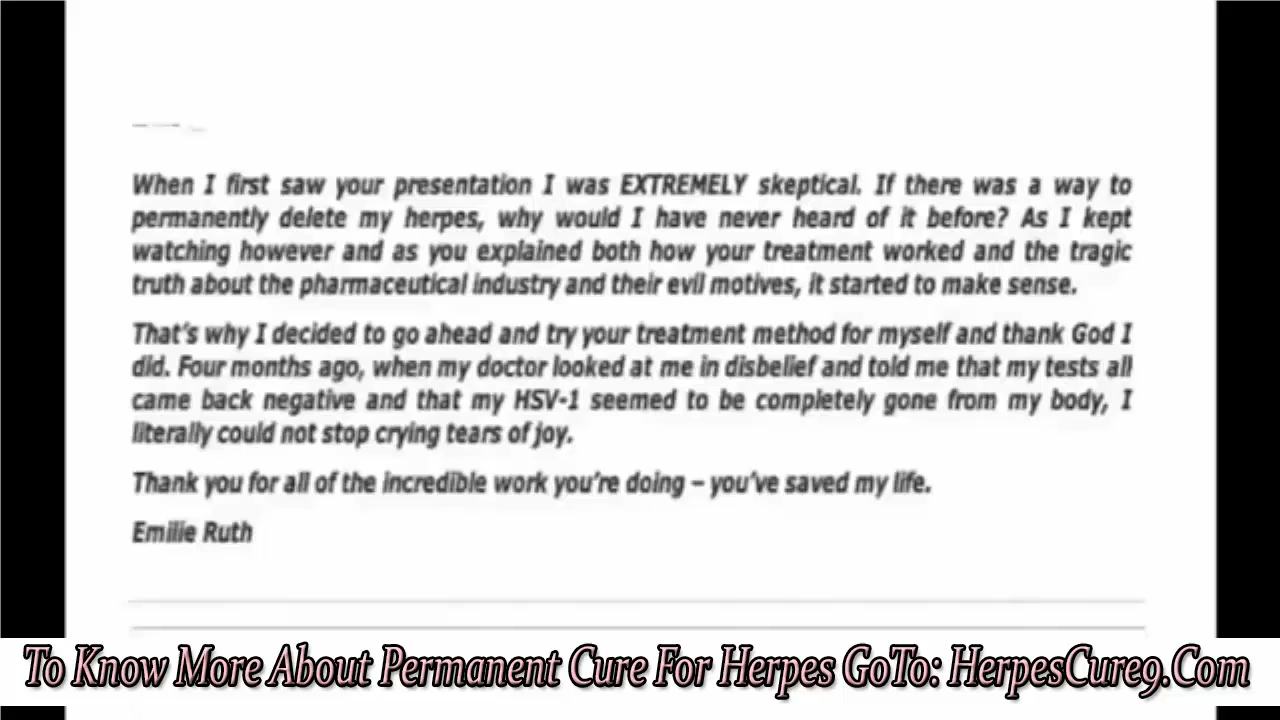 When I first saw your presentation I was EXTREMELY skeptical. If there was a way to
permanently delete my herpes, why would I have never heard of it before? As I kept
watching however and as you explained both how your treatment worked and the tragic
truth about the pharmaceutical industry and their evil motives, it started to make sense.
That's why I decided to go ahead and try your treatment method for myself and thank God I
did. Four months ago, when my doctor looked at me in disbelief and told me that my tests all
came back negative and that my HSV-1 seemed to be completely gone from my body, I
literally could not stop crying tears of joy.
Thank you for all of the incredible work you're doing – you've saved my life.
Emilie Ruth
To Know More About Permanent Cure For Herpes GoTo: HerpesCure9.Com